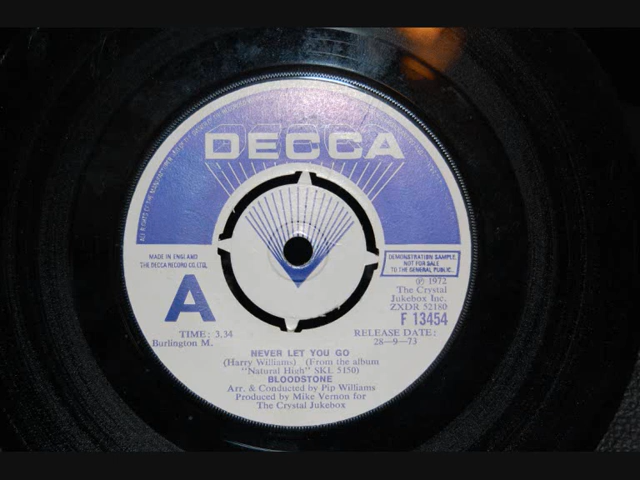 DECCA
MADE IN ENGLAND
THE DECCA RECORD CO. LTD.
DEMONSTRATION SAMPLE
NOT FOR SALE
TO THE GENERAL PUBLIC
A
℗ 1972
The Crystal
Jukebox Inc.
ZXDR 52180
F 13454
TIME: 3,34
Burlington M.
RELEASE DATE:
28-9-73
NEVER LET YOU GO
(Harry Williams) (From the album
"Natural High" SKL 5150)
BLOODSTONE
Arr. & Conducted by Pip Williams
Produced by Mike Vernon for
The Crystal Jukebox